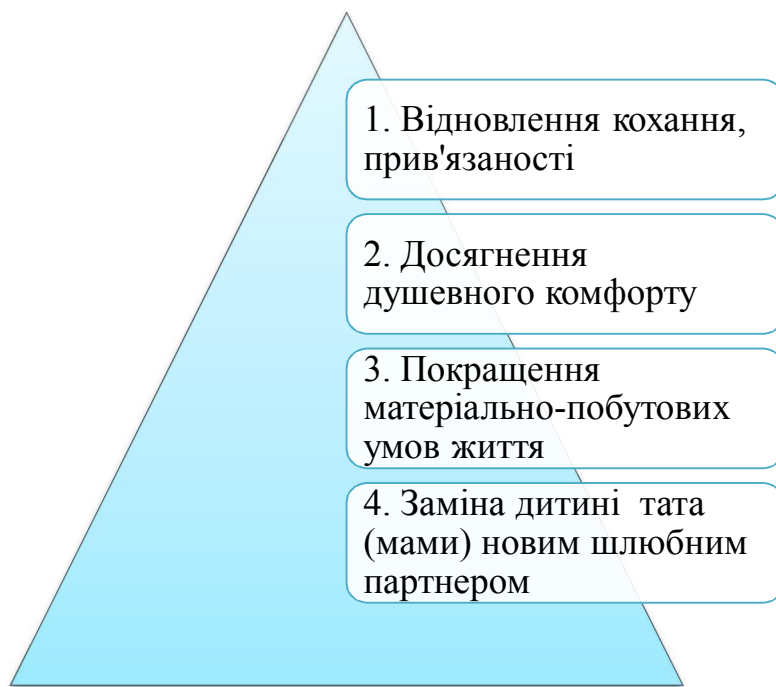 1. Відновлення кохання,
прив'язаності
2. Досягнення
душевного комфорту
3. Покращення
матеріально-побутових
умов життя
4. Заміна дитині тата
(мами) новим шлюбним
партнером